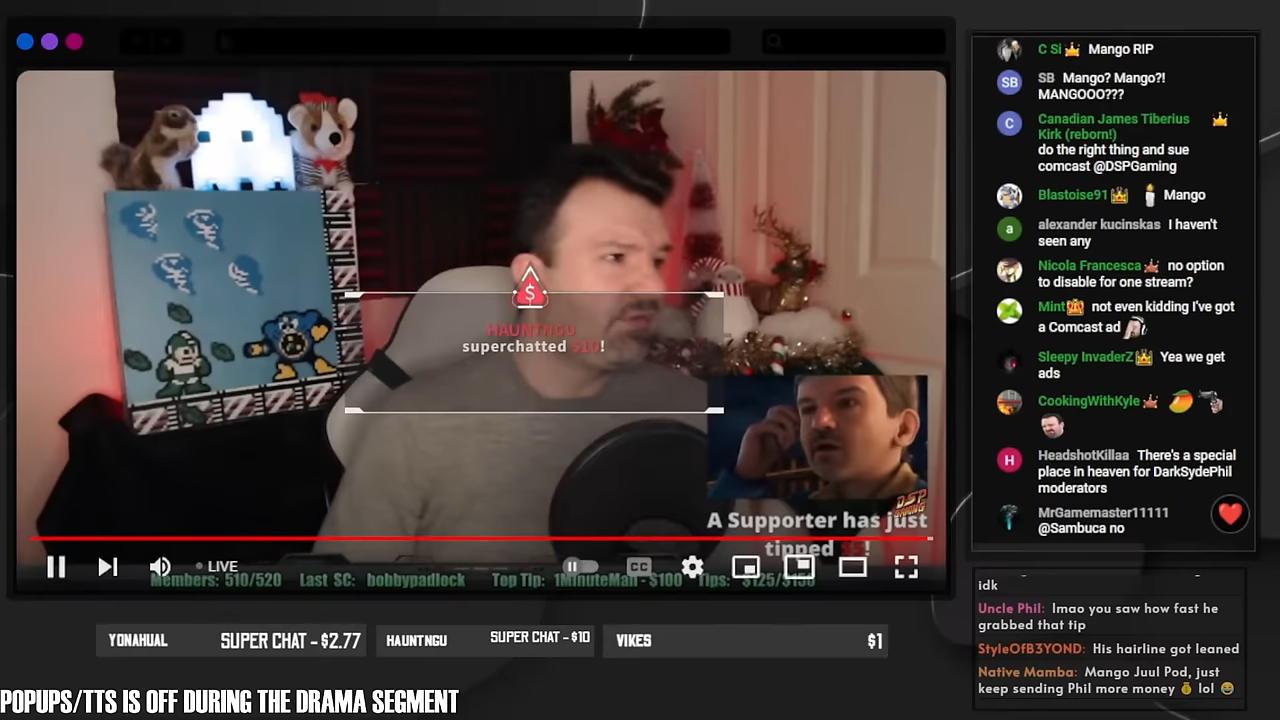 HAUNTNGU
superchatted $10!
DSP
GAMING
A Supporter has just
tipped !
LIVE
CC
Members: 510/520 Last SC: bobbypadlock Top Tip: 1MinuteMan - $100 Tips: $125/$150
YONAHUAL SUPER CHAT - $2.77
HAUNTNGU SUPER CHAT - $10
VIKES $1
POPUPS/TTS IS OFF DURING THE DRAMA SEGMENT
C Si Mango RIP
SB Mango? Mango?!
MANGOOO???
Canadian James Tiberius
Kirk (reborn!)
do the right thing and sue
comcast @DSPGaming
Blastoise91 Mango
alexander kucinskas I haven't
seen any
Nicola Francesca no option
to disable for one stream?
Mint not even kidding I've got
a Comcast ad
Sleepy InvaderZ Yea we get
ads
CookingWithKyle
HeadshotKillaa There's a special
place in heaven for DarkSydePhil
moderators
MrGamemaster11111
@Sambuca no
idk
Uncle Phil: lmao you saw how fast he
grabbed that tip
StyleOfB3YOND: His hairline got leaned
Native Mamba: Mango Juul Pod, just
keep sending Phil more money lol